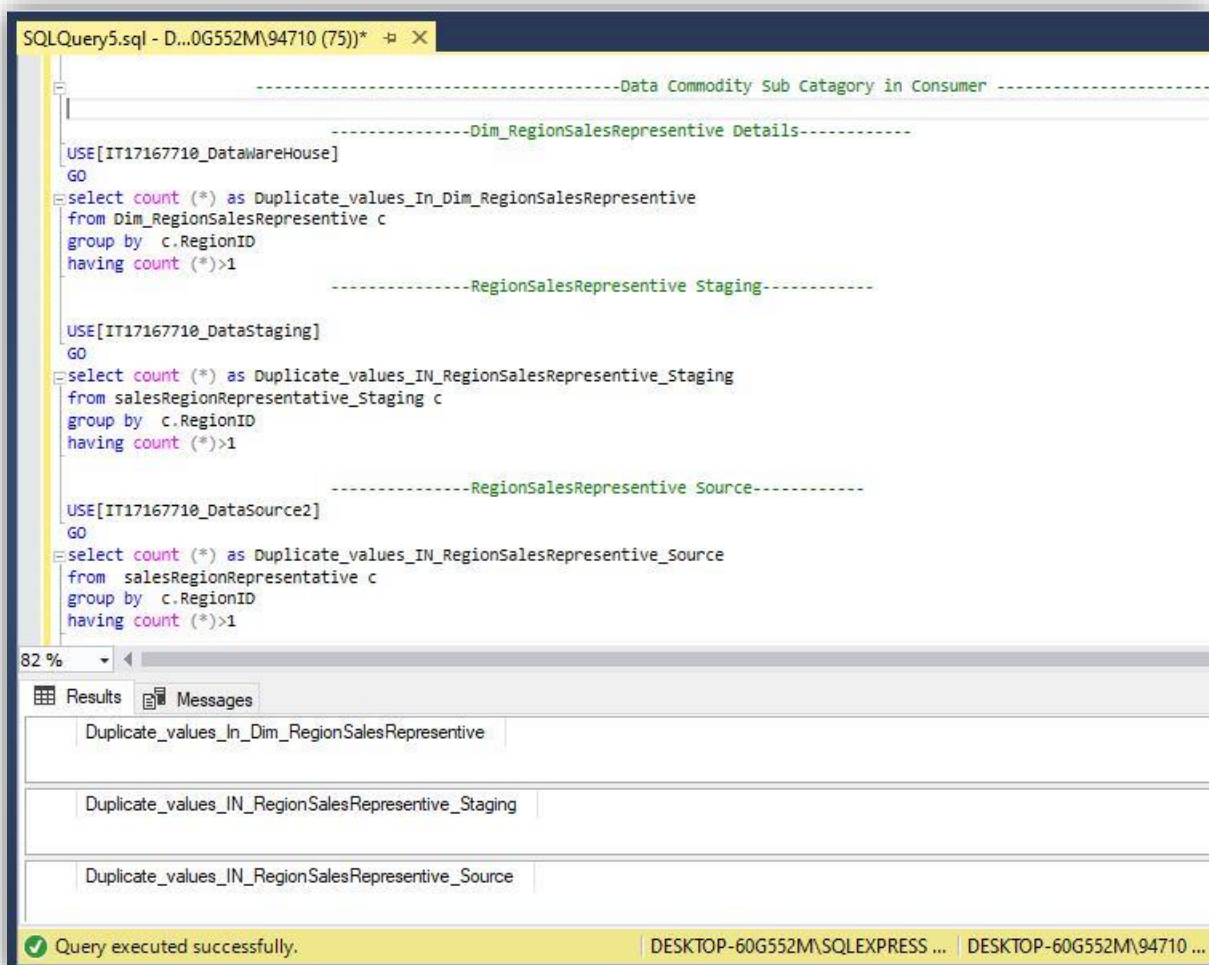 SQLQuery5.sql - D...0G552M\94710 (75))*
---------------------------------------Data Commodity Sub Catagory in Consumer -----------------------
---------------Dim_RegionSalesRepresentive Details------------
USE[IT17167710_DataWareHouse]
GO
select count (*) as Duplicate_values_In_Dim_RegionSalesRepresentive
from Dim_RegionSalesRepresentive c
group by  c.RegionID
having count (*)>1
---------------RegionSalesRepresentive Staging------------
USE[IT17167710_DataStaging]
GO
select count (*) as Duplicate_values_IN_RegionSalesRepresentive_Staging
from salesRegionRepresentative_Staging c
group by  c.RegionID
having count (*)>1
---------------RegionSalesRepresentive Source------------
USE[IT17167710_DataSource2]
GO
select count (*) as Duplicate_values_IN_RegionSalesRepresentive_Source
from  salesRegionRepresentative c
group by  c.RegionID
having count (*)>1
82 %
Results Messages
Duplicate_values_In_Dim_RegionSalesRepresentive
Duplicate_values_IN_RegionSalesRepresentive_Staging
Duplicate_values_IN_RegionSalesRepresentive_Source
Query executed successfully. DESKTOP-60G552M\SQLEXPRESS ... DESKTOP-60G552M\94710 ...